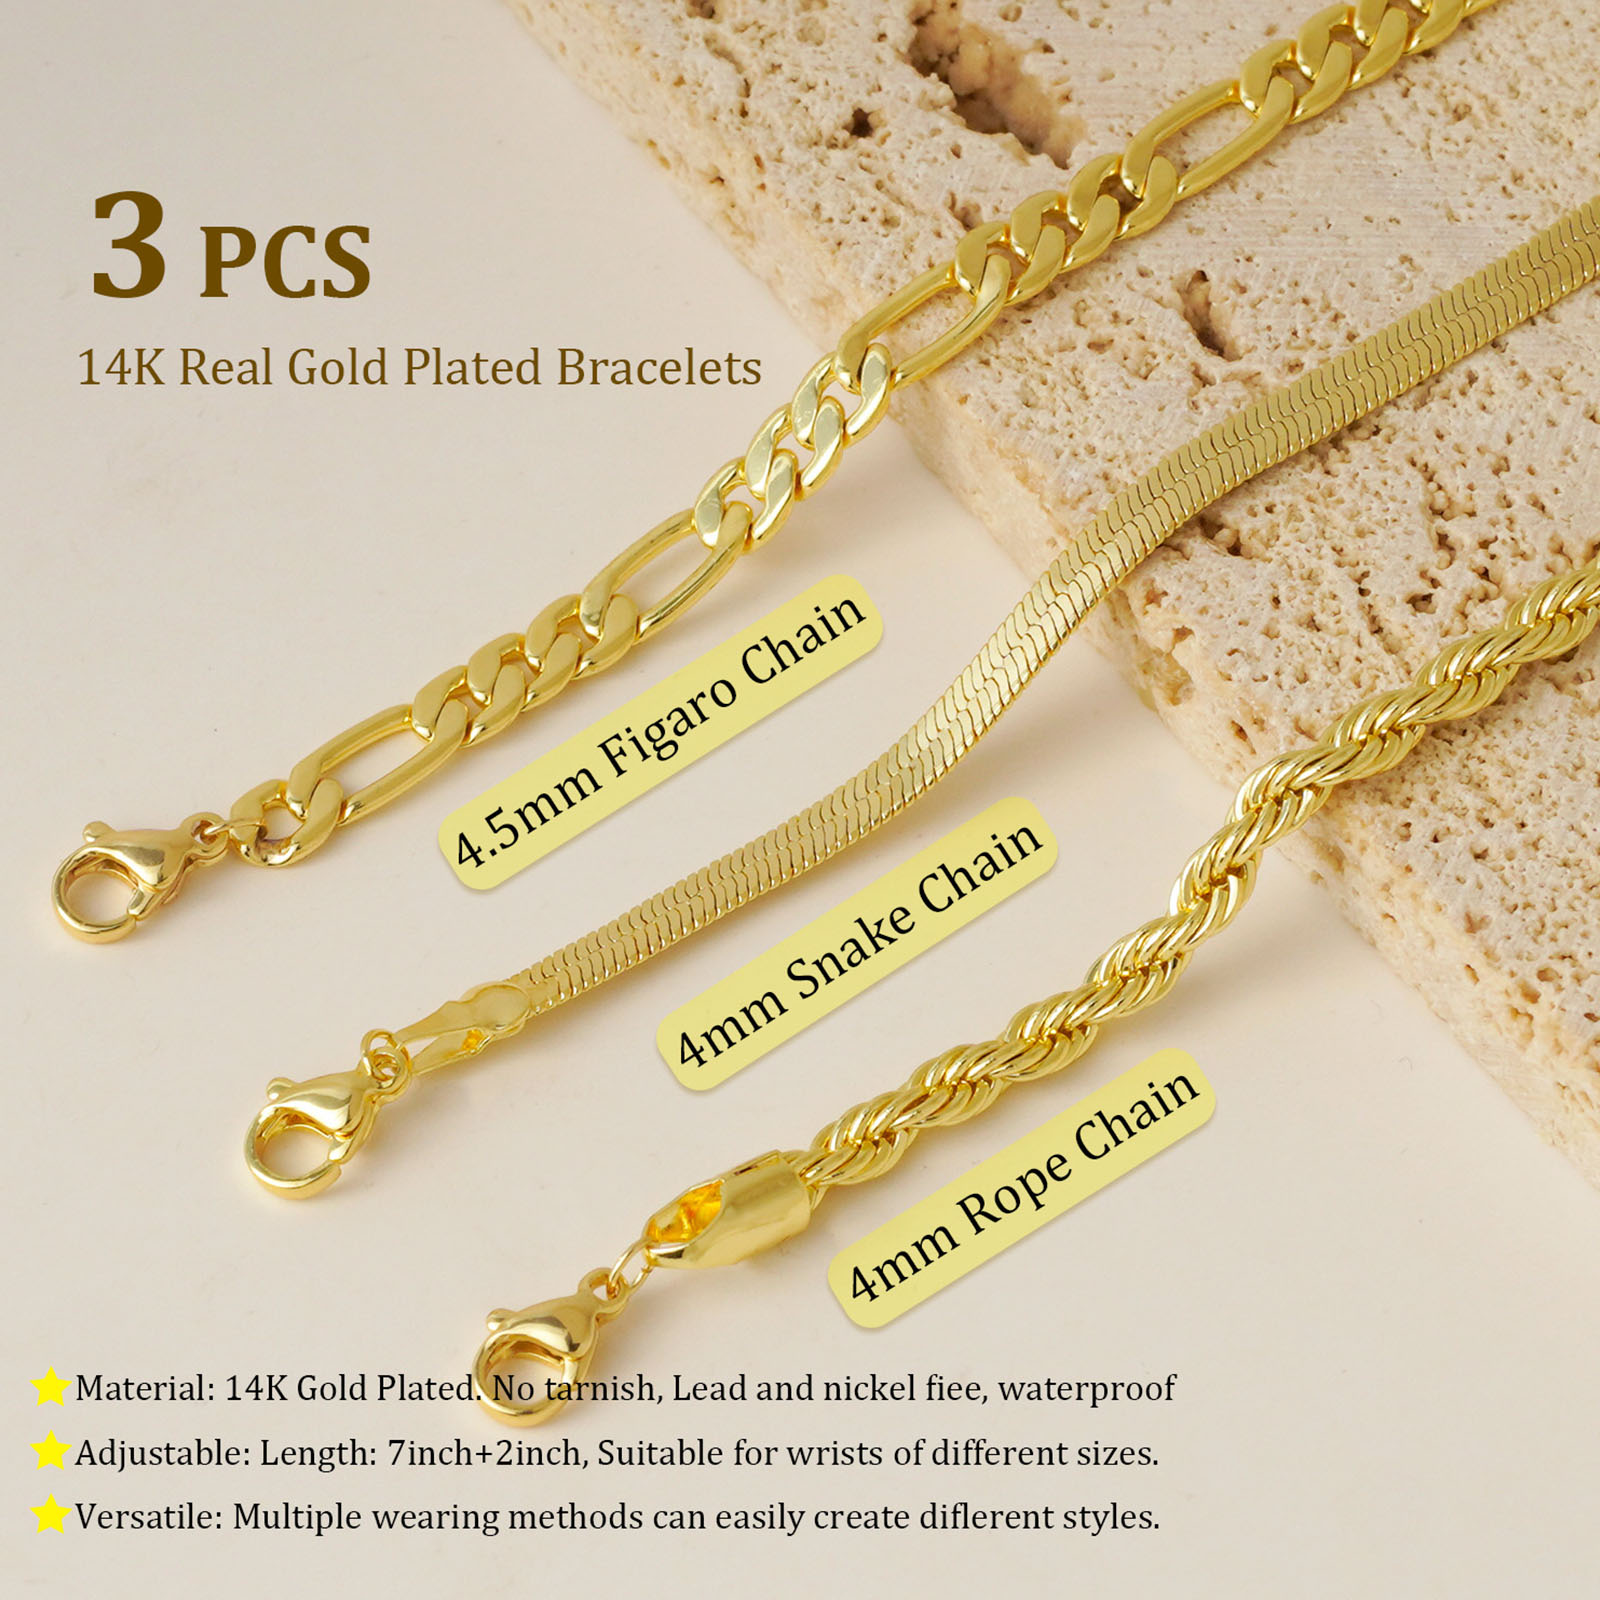 3 PCS
14K Real Gold Plated Bracelets
4.5mm Figaro Chain
4mm Snake Chain
4mm Rope Chain
Material: 14K Gold Plated. No tarnish, Lead and nickel fiee, waterproof
Adjustable: Length: 7inch+2inch, Suitable for wrists of different sizes.
Versatile: Multiple wearing methods can easily create diflerent styles.